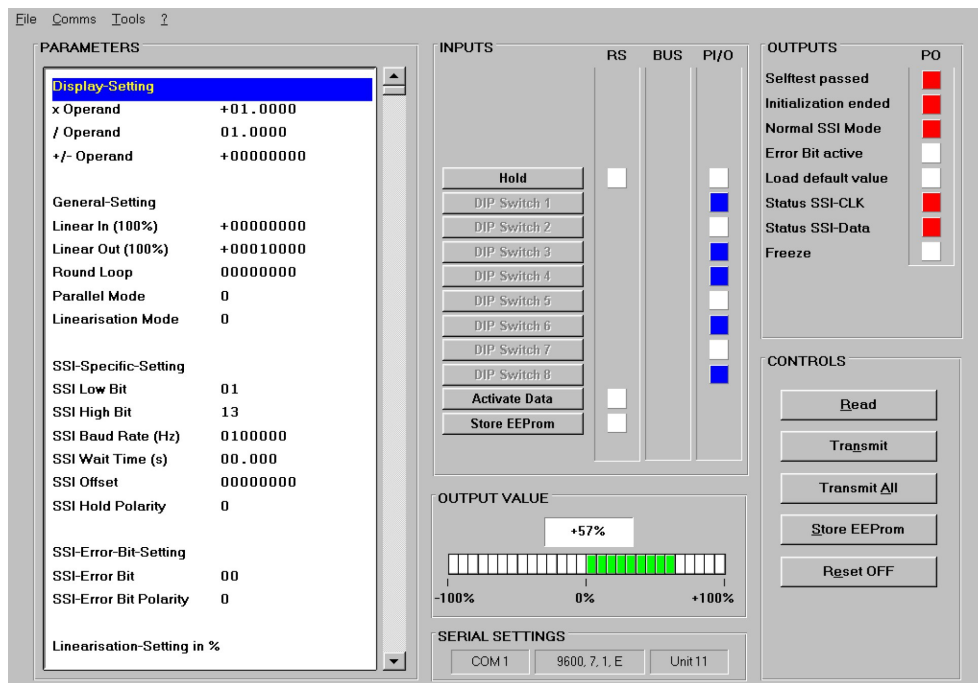 File Comms Tools ?
PARAMETERS
Display-Setting
x Operand +01.0000
/ Operand 01.0000
+/- Operand +00000000
General-Setting
Linear In (100%) +00000000
Linear Out (100%) +00010000
Round Loop 00000000
Parallel Mode 0
Linearisation Mode 0
SSI-Specific-Setting
SSI Low Bit 01
SSI High Bit 13
SSI Baud Rate (Hz) 0100000
SSI Wait Time (s) 00.000
SSI Offset 00000000
SSI Hold Polarity 0
SSI-Error-Bit-Setting
SSI-Error Bit 00
SSI-Error Bit Polarity 0
Linearisation-Setting in %
INPUTS
RS BUS PI/O
Hold
DIP Switch 1
DIP Switch 2
DIP Switch 3
DIP Switch 4
DIP Switch 5
DIP Switch 6
DIP Switch 7
DIP Switch 8
Activate Data
Store EEProm
OUTPUT VALUE
+57%
-100% 0% +100%
SERIAL SETTINGS
COM 1 9600, 7, 1, E Unit 11
OUTPUTS
PO
Selftest passed
Initialization ended
Normal SSI Mode
Error Bit active
Load default value
Status SSI-CLK
Status SSI-Data
Freeze
CONTROLS
Read
Transmit
Transmit All
Store EEProm
Reset OFF